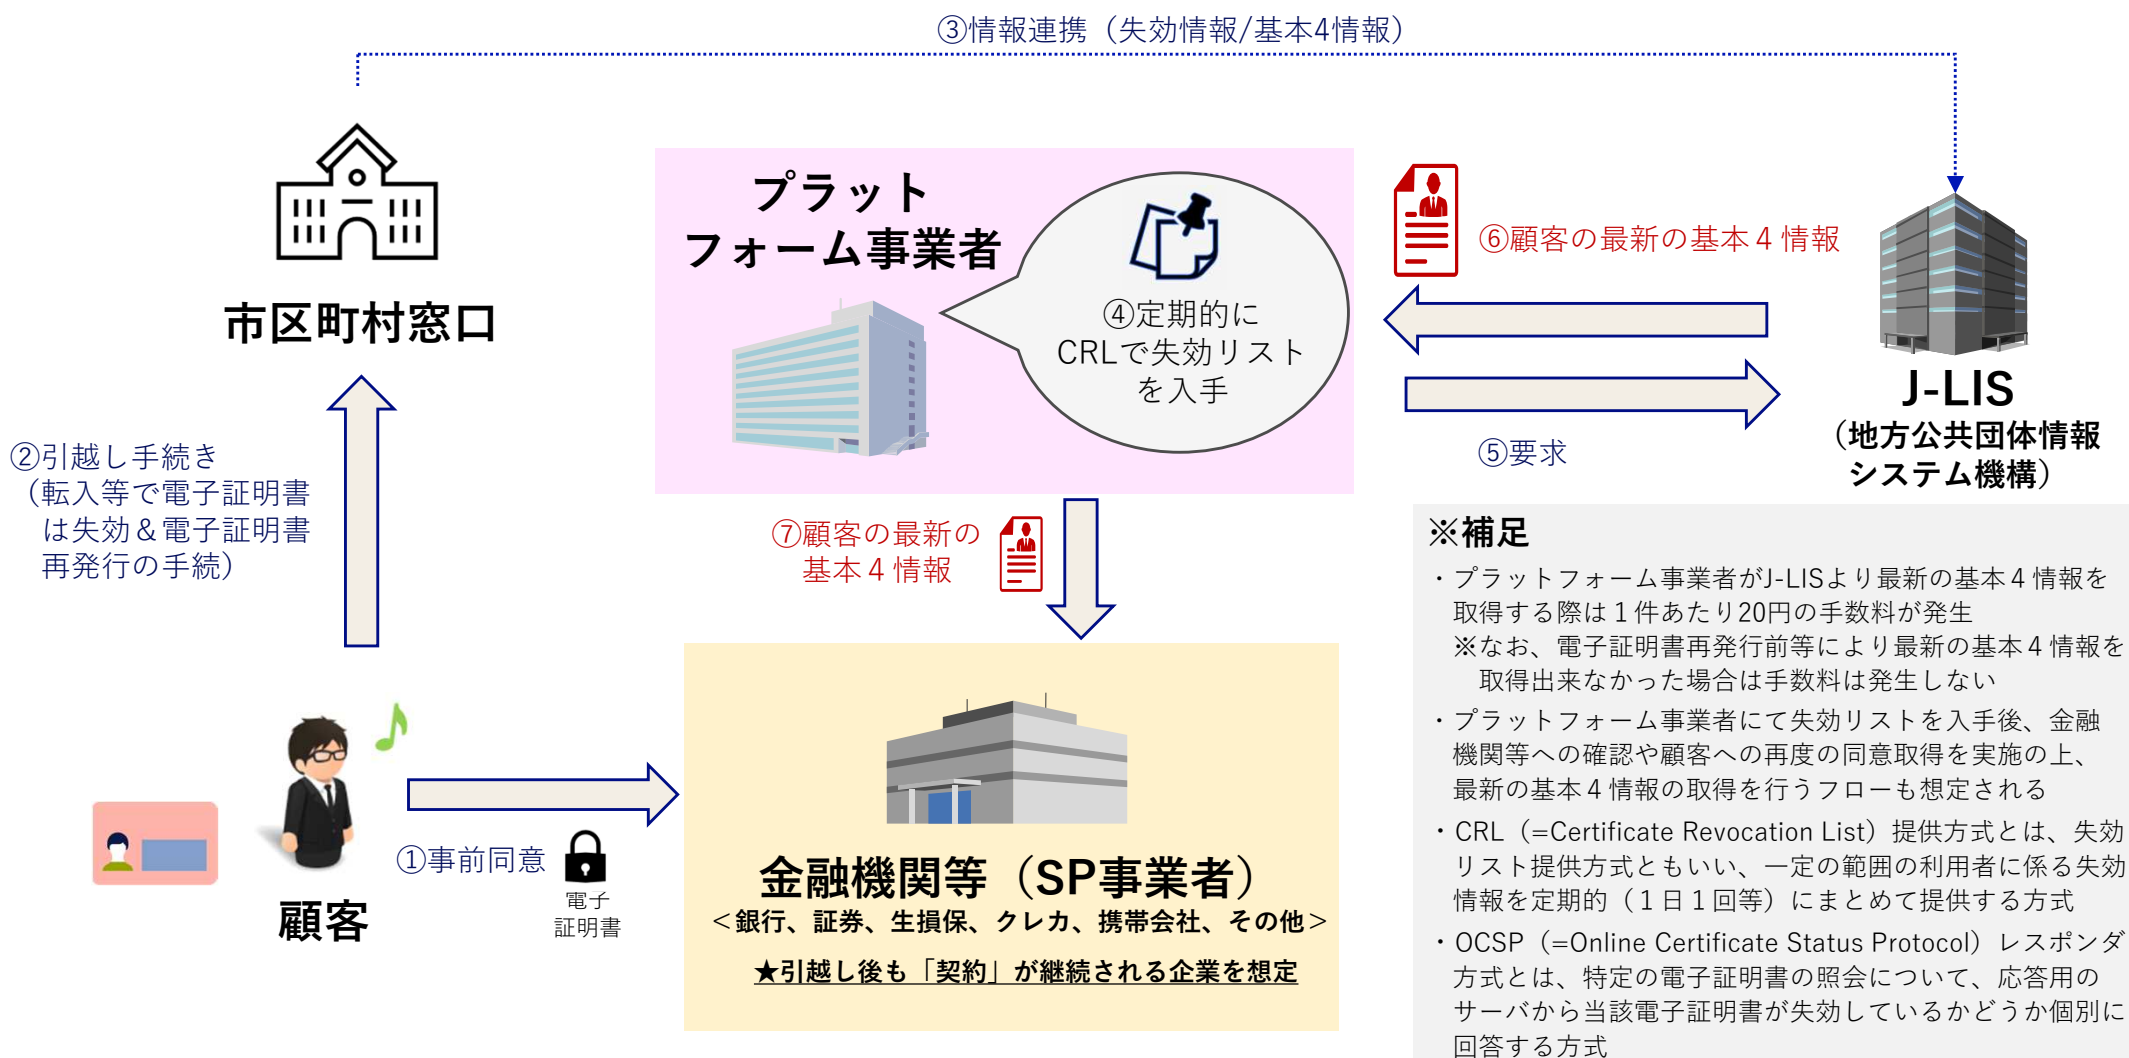 ③情報連携（失効情報/基本4情報）
市区町村窓口
②引越し手続き
（転入等で電子証明書
は失効＆電子証明書
再発行の手続）
プラット
フォーム事業者
④定期的に
CRLで失効リスト
を入手
⑥顧客の最新の基本４情報
⑤要求
J-LIS
（地方公共団体情報
システム機構）
⑦顧客の最新の
基本４情報
①事前同意
電子
証明書
顧客
金融機関等（SP事業者）
＜銀行、証券、生損保、クレカ、携帯会社、その他＞
★引越し後も「契約」が継続される企業を想定
※補足
・プラットフォーム事業者がJ-LISより最新の基本４情報を
取得する際は１件あたり20円の手数料が発生
※なお、電子証明書再発行前等により最新の基本４情報を
取得出来なかった場合は手数料は発生しない
・プラットフォーム事業者にて失効リストを入手後、金融
機関等への確認や顧客への再度の同意取得を実施の上、
最新の基本４情報の取得を行うフローも想定される
・CRL（=Certificate Revocation List）提供方式とは、失効
リスト提供方式ともいい、一定の範囲の利用者に係る失効
情報を定期的（１日１回等）にまとめて提供する方式
・OCSP（=Online Certificate Status Protocol）レスポンダ
方式とは、特定の電子証明書の照会について、応答用の
サーバから当該電子証明書が失効しているかどうか個別に
回答する方式